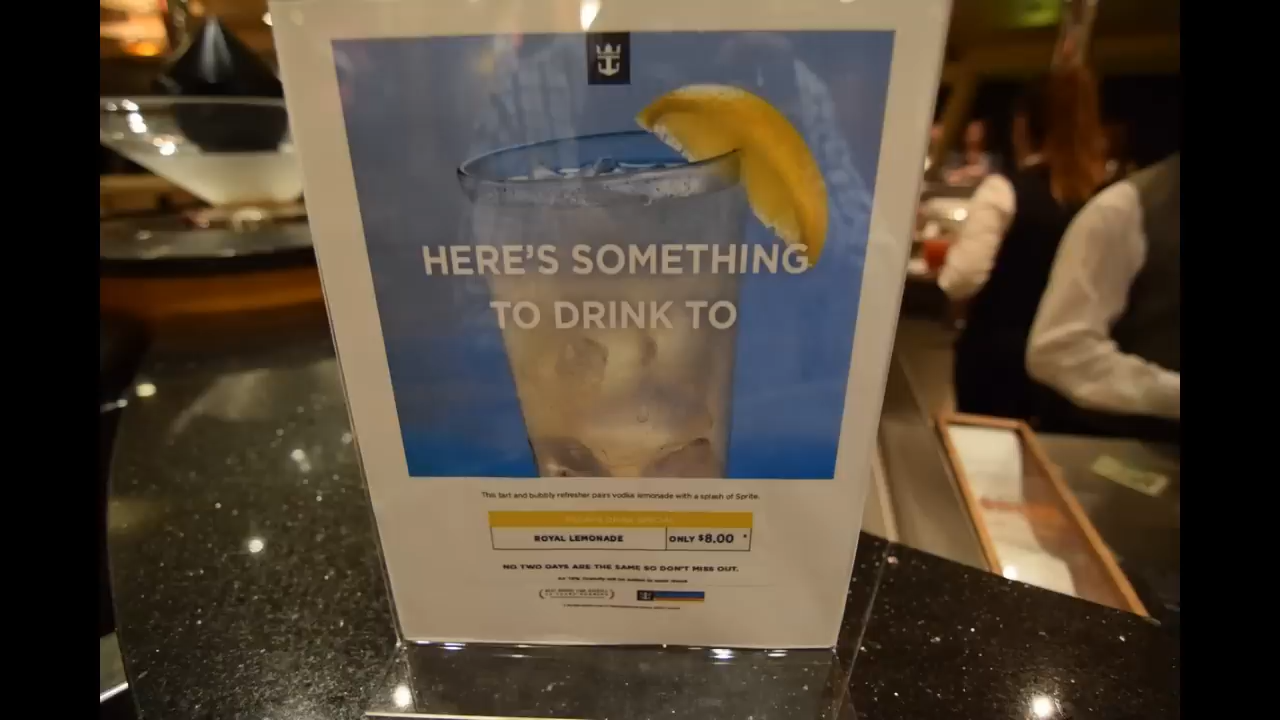 HERE'S SOMETHING
TO DRINK TO
This tart and bubbly refresher pairs vodka lemonade with a splash of Sprite.
ROYAL LEMONADE
ONLY $8.00 *
NO TWO DAYS ARE THE SAME SO DON'T MISS OUT.